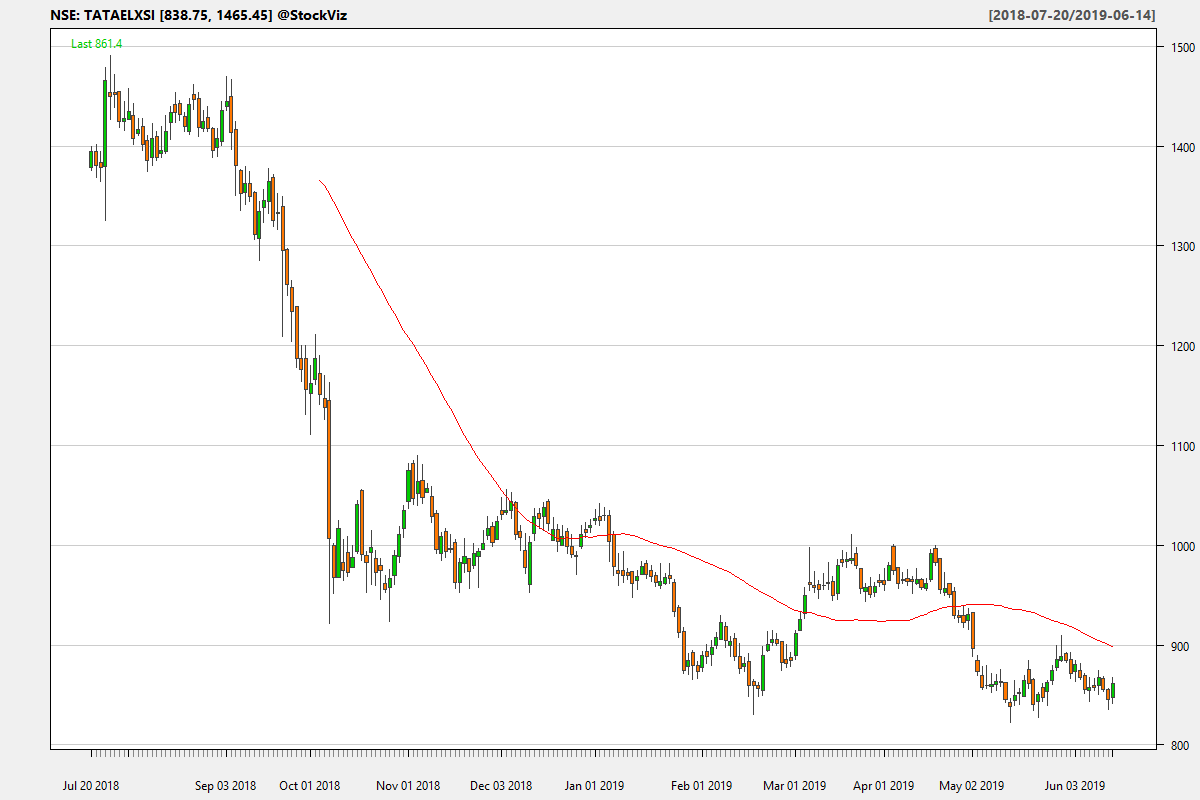 NSE: TATAELXSI [838.75, 1465.45] @StockViz [2018-07-20/2019-06-14]
Last 861.4
1500
1400
1300
1200
1100
1000
900
800
Jul 20 2018 Sep 03 2018 Oct 01 2018 Nov 01 2018 Dec 03 2018 Jan 01 2019 Feb 01 2019 Mar 01 2019 Apr 01 2019 May 02 2019 Jun 03 2019